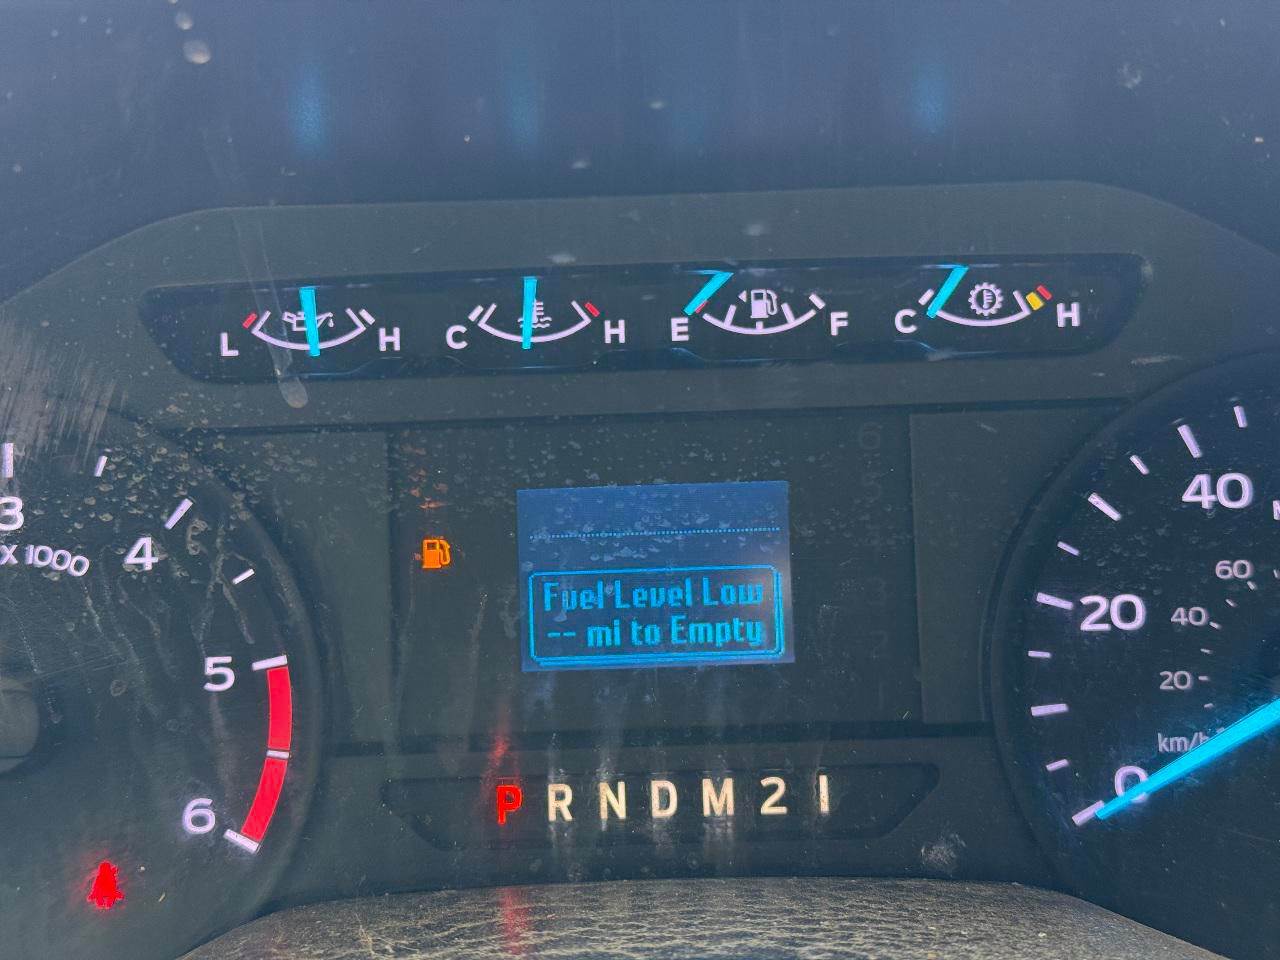 L H C H E F C H
3
X 1000
4
5
6
40
60
20
40
20
km/h
0
Fuel Level Low
-- mi to Empty
P R N D M 2 1